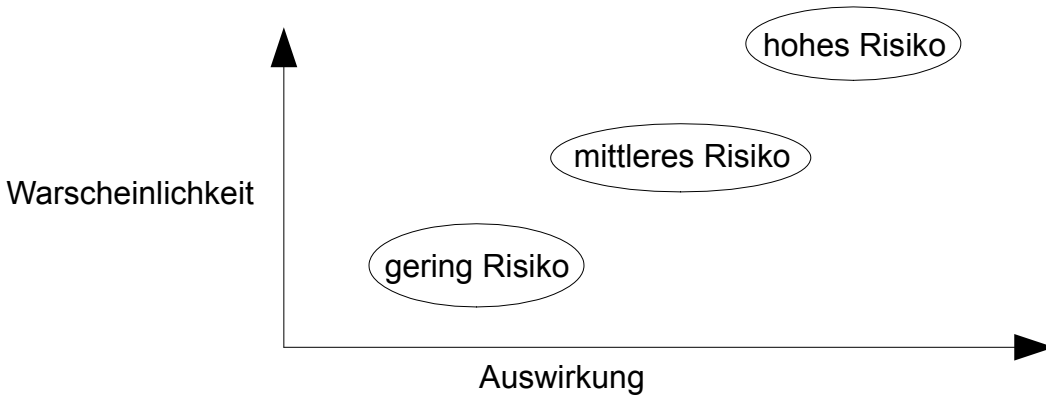 hohes Risiko
mittleres Risiko
Warscheinlichkeit
gering Risiko
Auswirkung